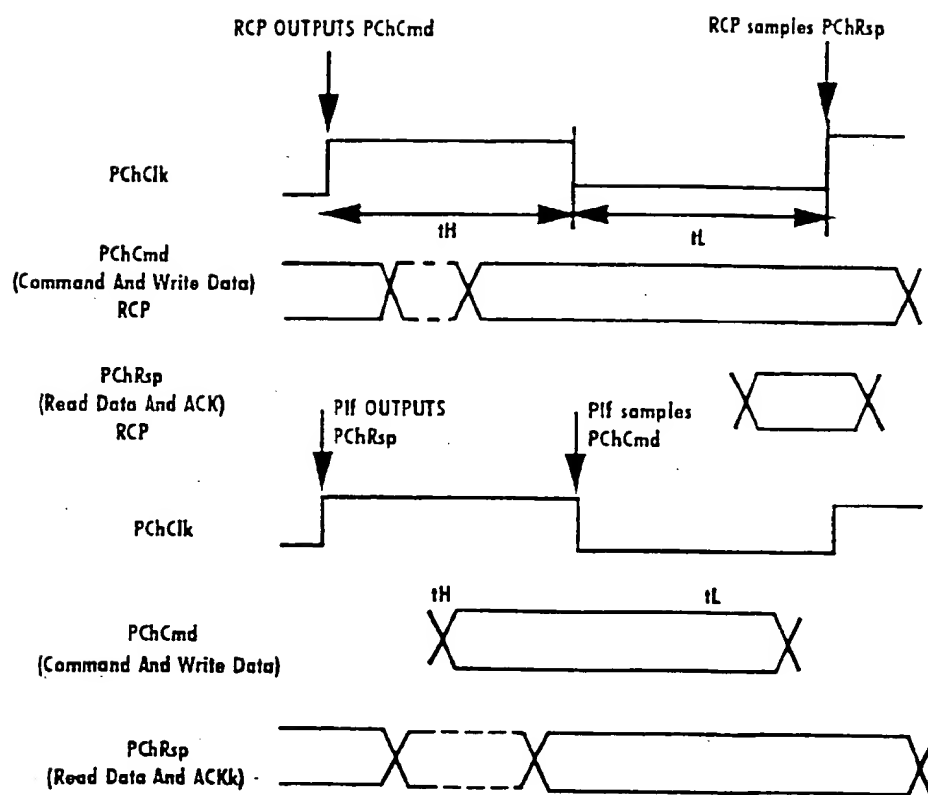 RCP OUTPUTS PChCmd
RCP samples PChRsp
PChClk
tH
tL
PChCmd
(Command And Write Data)
RCP
PChRsp
(Read Data And ACK)
RCP
PIf OUTPUTS
PChRsp
PIf samples
PChCmd
PChClk
tH
tL
PChCmd
(Command And Write Data)
PChRsp
(Read Data And ACKk)